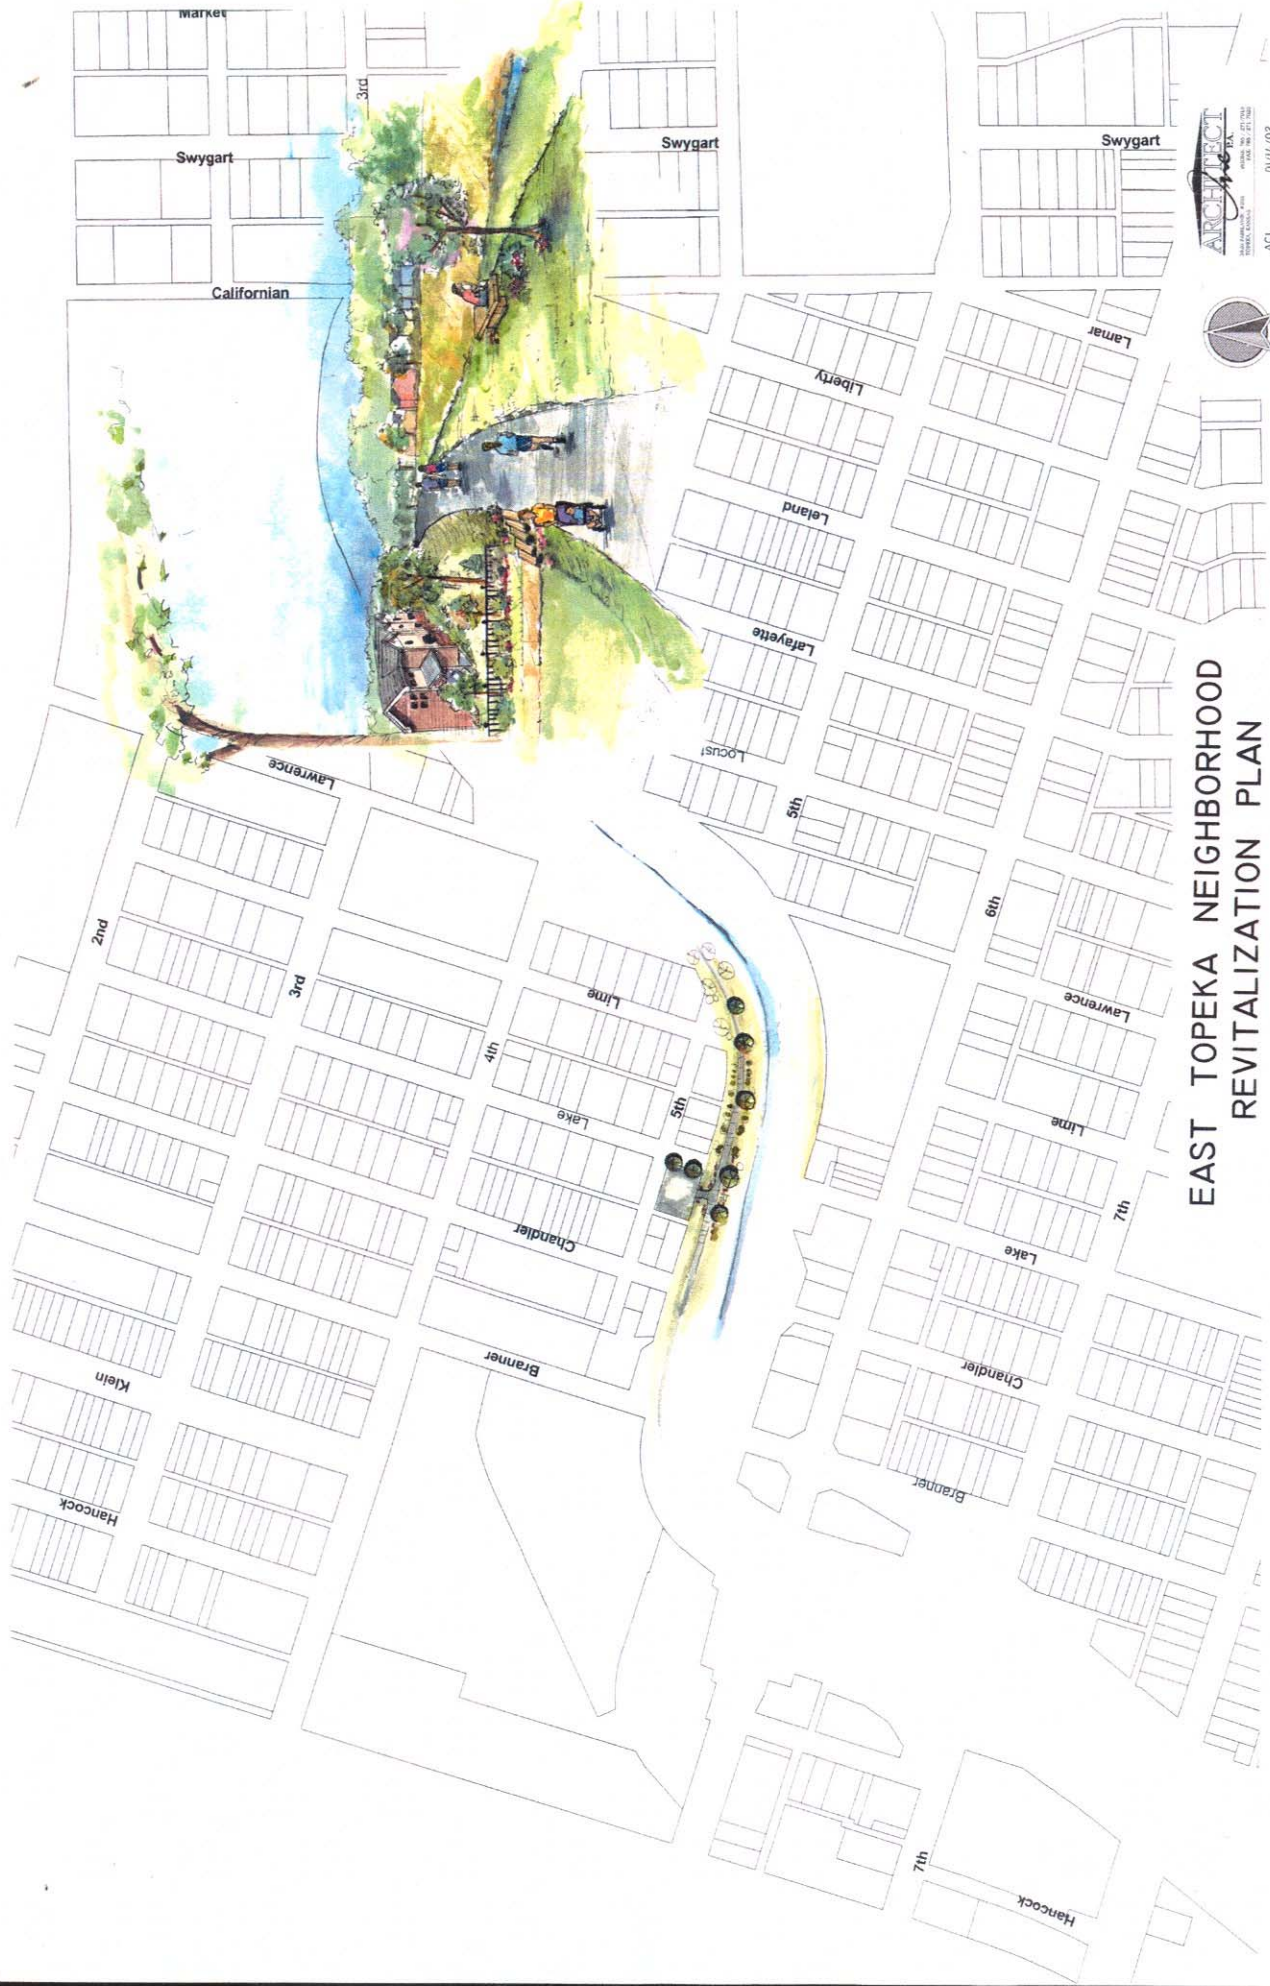 Market
3rd
Swygart
Swygart
Swygart
Californian
Lamar
Liberty
Leland
Lafayette
Locust
5th
6th
Lawrence
2nd
3rd
4th
Lime
Lake
5th
Chandler
Branner
Klein
Hancock
Lawrence
Lime
7th
Lake
Chandler
Branner
7th
Hancock
ARCHITECT
P.A.
EAST TOPEKA NEIGHBORHOOD
REVITALIZATION PLAN